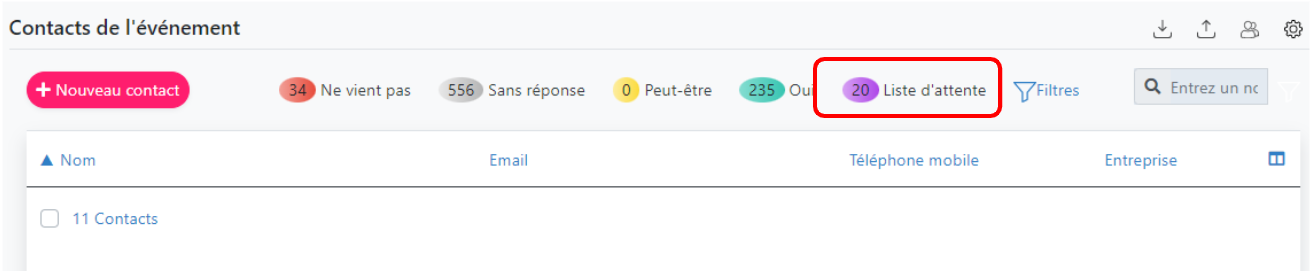 Contacts de l'événement
+ Nouveau contact 34 Ne vient pas 556 Sans réponse 0 Peut-être 235 Oui 20 Liste d'attente Filtres Entrez un nc
▲ Nom Email Téléphone mobile Entreprise
11 Contacts